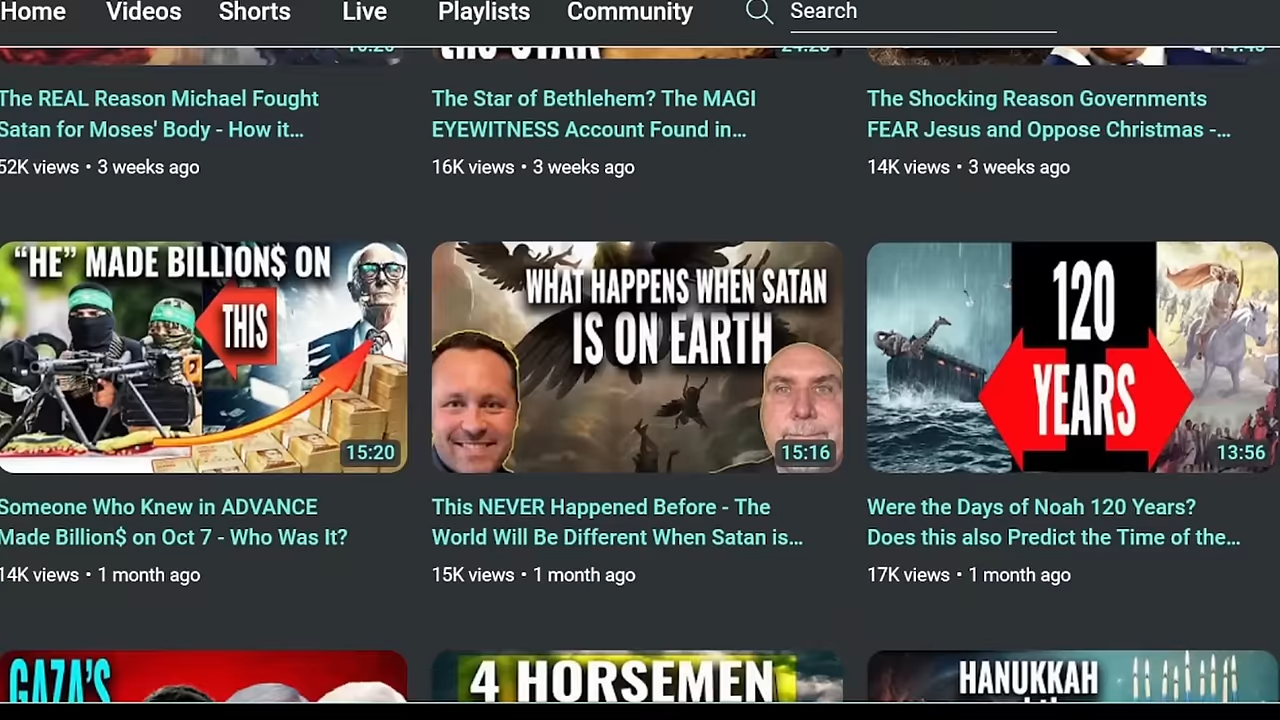 Home Videos Shorts Live Playlists Community Search
The REAL Reason Michael Fought
Satan for Moses' Body - How it…
52K views • 3 weeks ago
The Star of Bethlehem? The MAGI
EYEWITNESS Account Found in…
16K views • 3 weeks ago
The Shocking Reason Governments
FEAR Jesus and Oppose Christmas -…
14K views • 3 weeks ago
"HE" MADE BILLION$ ON
THIS
15:20
Someone Who Knew in ADVANCE
Made Billion$ on Oct 7 - Who Was It?
14K views • 1 month ago
WHAT HAPPENS WHEN SATAN
IS ON EARTH
15:16
This NEVER Happened Before - The
World Will Be Different When Satan is…
15K views • 1 month ago
120
YEARS
13:56
Were the Days of Noah 120 Years?
Does this also Predict the Time of the…
17K views • 1 month ago
GAZA'S
4 HORSEMEN
HANUKKAH